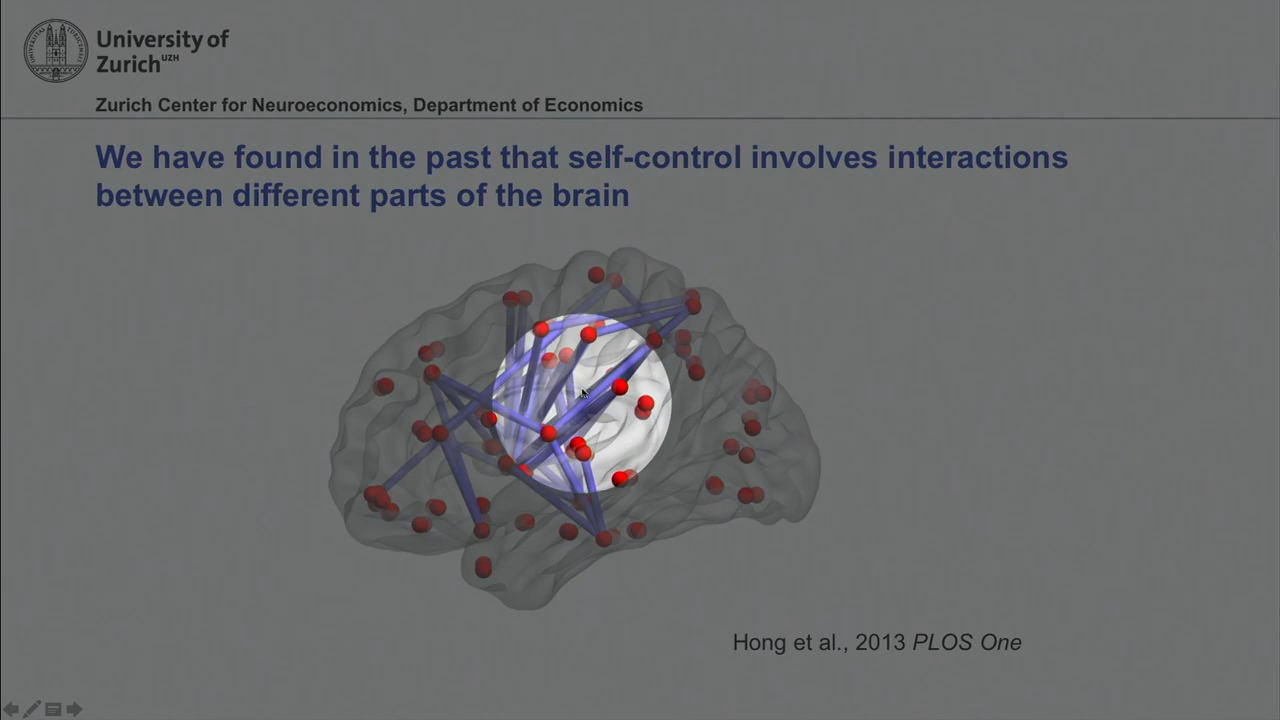 University of
Zurich UZH
Zurich Center for Neuroeconomics, Department of Economics
We have found in the past that self-control involves interactions
between different parts of the brain
Hong et al., 2013 PLOS One